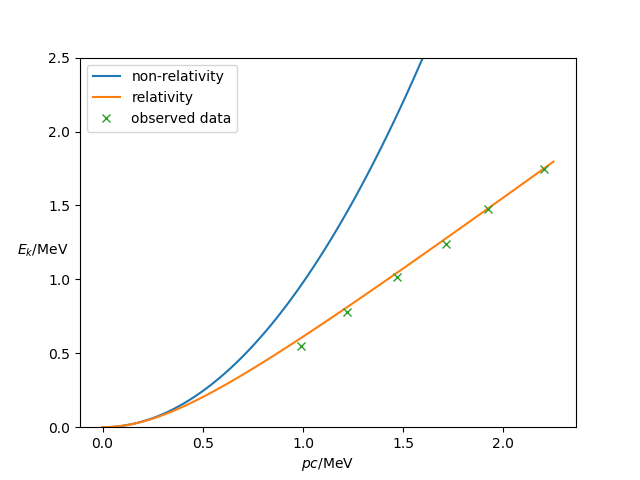 non-relativity
relativity
observed data
2.5
2.0
1.5
E_k/MeV
1.0
0.5
0.0
0.0 0.5 1.0 1.5 2.0
pc/MeV